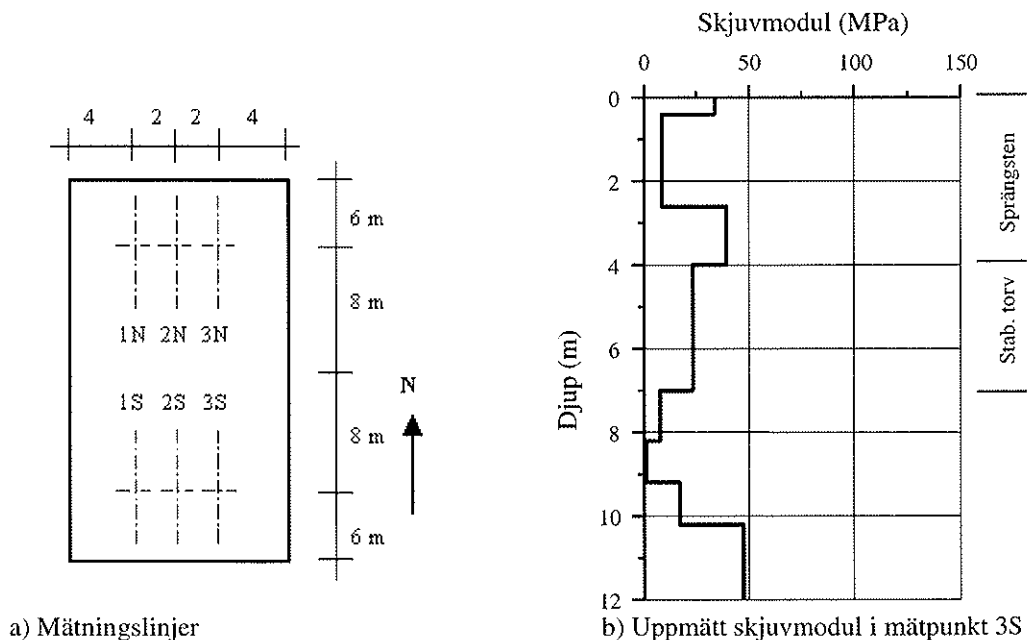 4 2 2 4
6 m
8 m
1N 2N 3N
N
1S 2S 3S
8 m
6 m
a) Mätningslinjer
Skjuvmodul (MPa)
0 50 100 150
0
2
4
6
8
10
12
Djup (m)
Sprängsten
Stab. torv
b) Uppmätt skjuvmodul i mätpunkt 3S